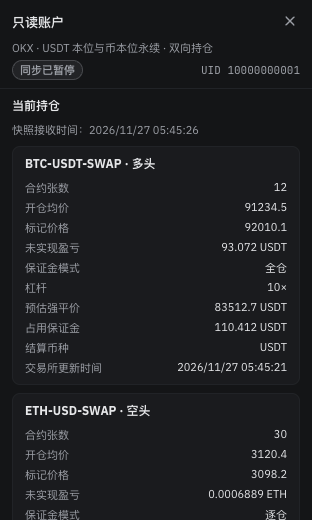 只读账户
OKX · USDT 本位与币本位永续 · 双向持仓
同步已暂停 UID 10000000001
当前持仓
快照接收时间：2026/11/27 05:45:26
BTC-USDT-SWAP · 多头
合约张数 12
开仓均价 91234.5
标记价格 92010.1
未实现盈亏 93.072 USDT
保证金模式 全仓
杠杆 10×
预估强平价 83512.7 USDT
占用保证金 110.412 USDT
结算币种 USDT
交易所更新时间 2026/11/27 05:45:21
ETH-USD-SWAP · 空头
合约张数 30
开仓均价 3120.4
标记价格 3098.2
未实现盈亏 0.0006889 ETH
保证金模式 逐仓